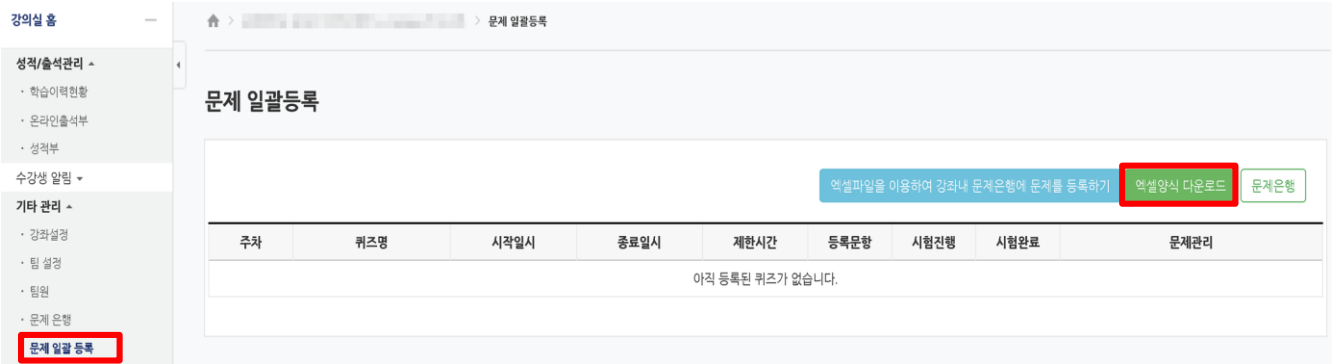 강의실 홈
성적/출석관리
· 학습이력현황
· 온라인출석부
· 성적부
수강생 알림
기타 관리
· 강좌설정
· 팀 설정
· 팀원
· 문제 은행
문제 일괄 등록
> > 문제 일괄등록
문제 일괄등록
엑셀파일을 이용하여 강좌내 문제은행에 문제를 등록하기 엑셀양식 다운로드 문제은행
주차 퀴즈명 시작일시 종료일시 제한시간 등록문항 시험진행 시험완료 문제관리
아직 등록된 퀴즈가 없습니다.